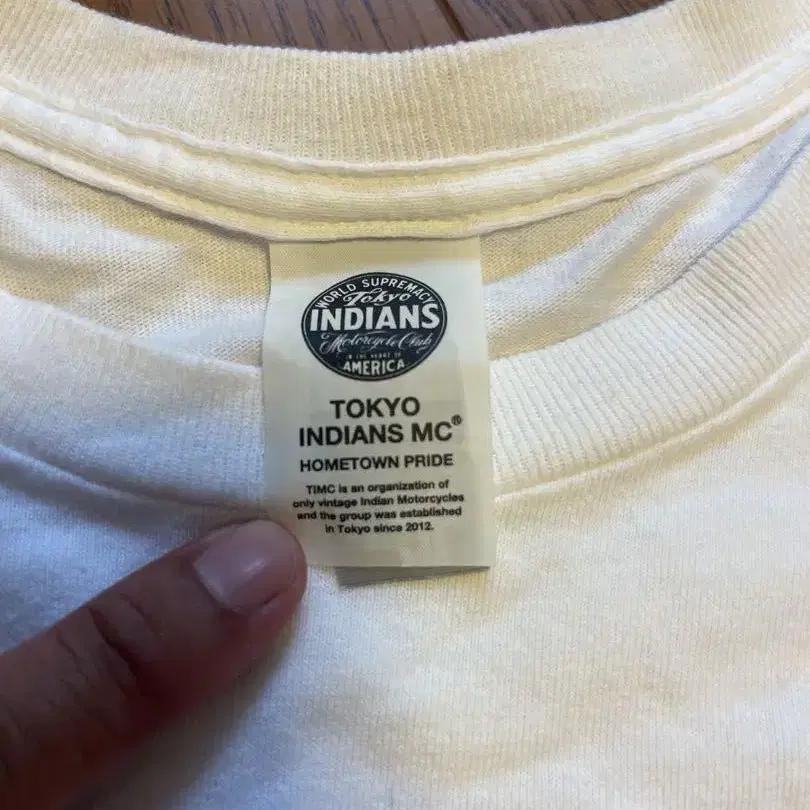 WORLD SUPREMACY
Tokyo
INDIANS
Motorcycle Club
IN THE HEART OF
AMERICA
TOKYO
INDIANS MC®
HOMETOWN PRIDE
TIMC is an organization of
only vintage Indian Motorcycles
and the group was established
in Tokyo since 2012.